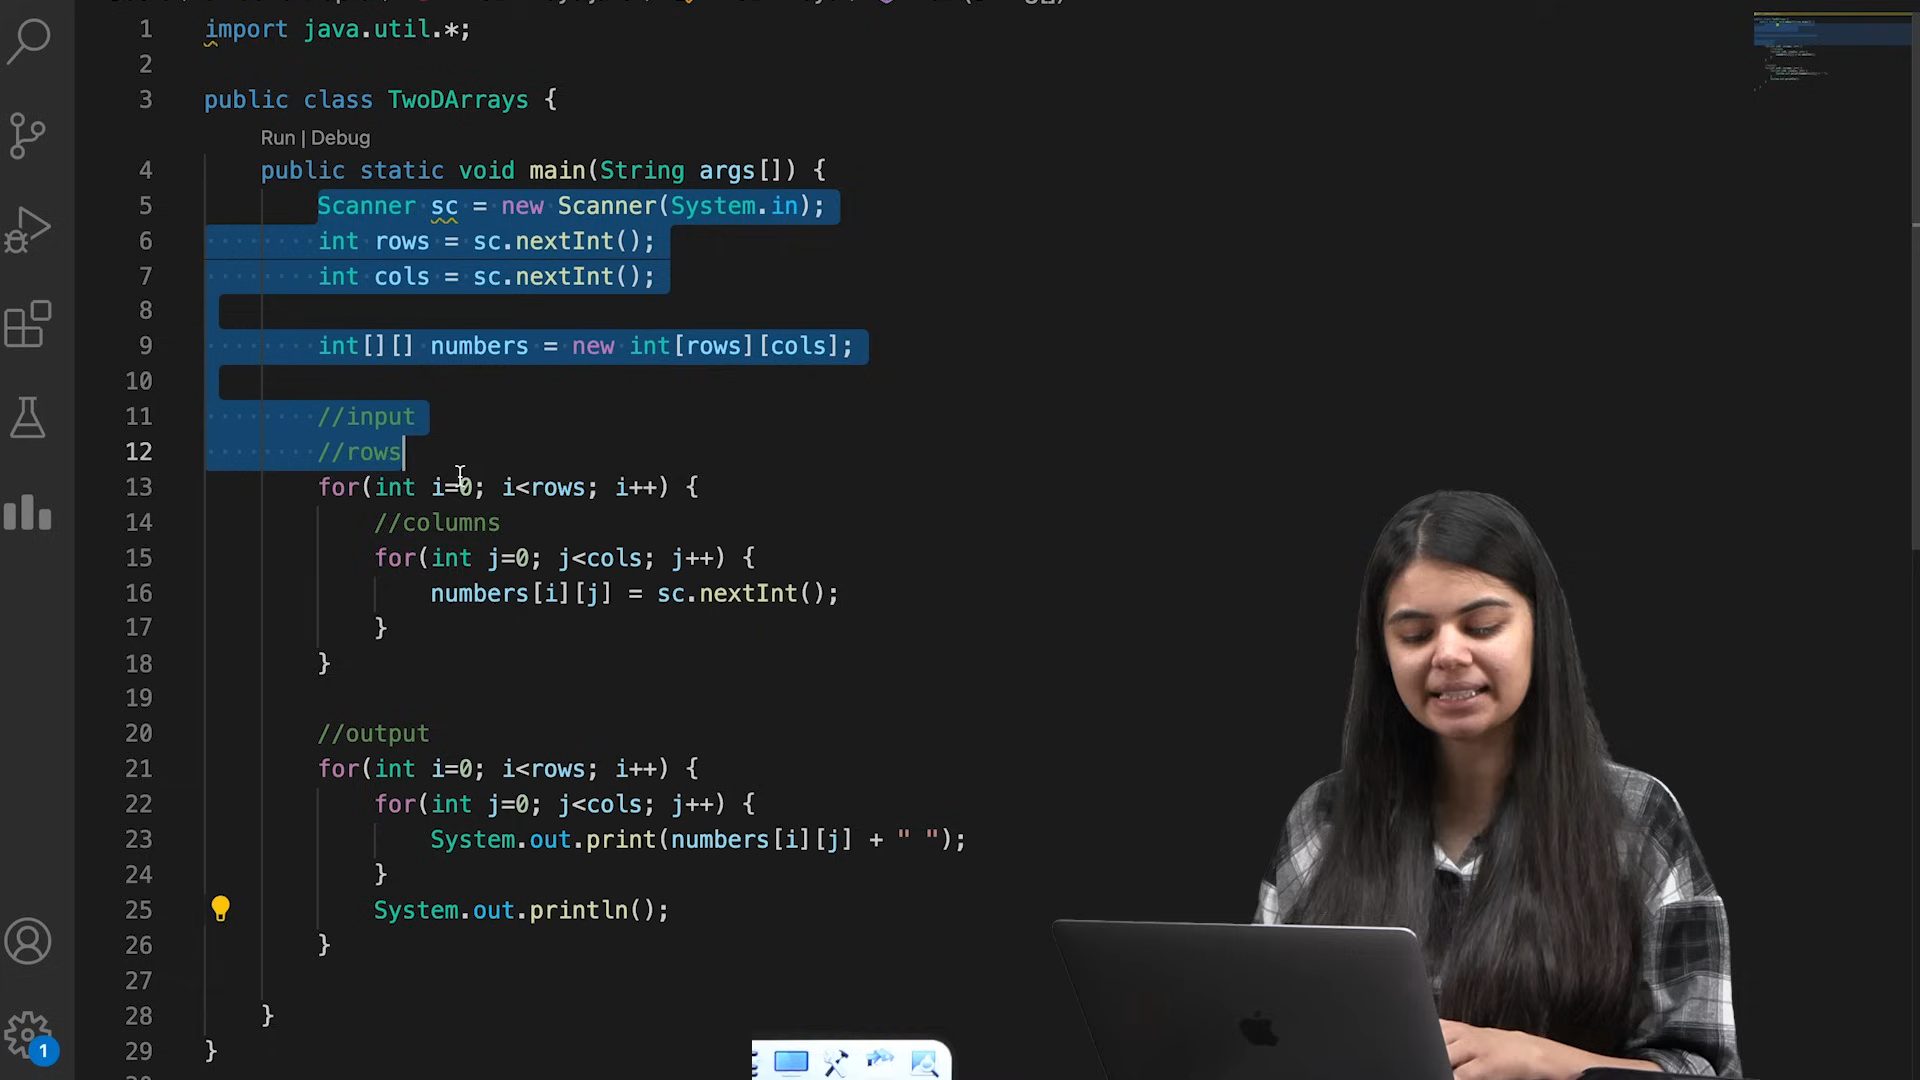 1 import java.util.*;
2
3 public class TwoDArrays {
Run | Debug
4 public static void main(String args[]) {
5 Scanner sc = new Scanner(System.in);
6 int rows = sc.nextInt();
7 int cols = sc.nextInt();
8
9 int[][] numbers = new int[rows][cols];
10
11 //input
12 //rows
13 for(int i=0; i<rows; i++) {
14 //columns
15 for(int j=0; j<cols; j++) {
16 numbers[i][j] = sc.nextInt();
17 }
18 }
19
20 //output
21 for(int i=0; i<rows; i++) {
22 for(int j=0; j<cols; j++) {
23 System.out.print(numbers[i][j] + " ");
24 }
25 System.out.println();
26 }
27
28 }
29 }
1